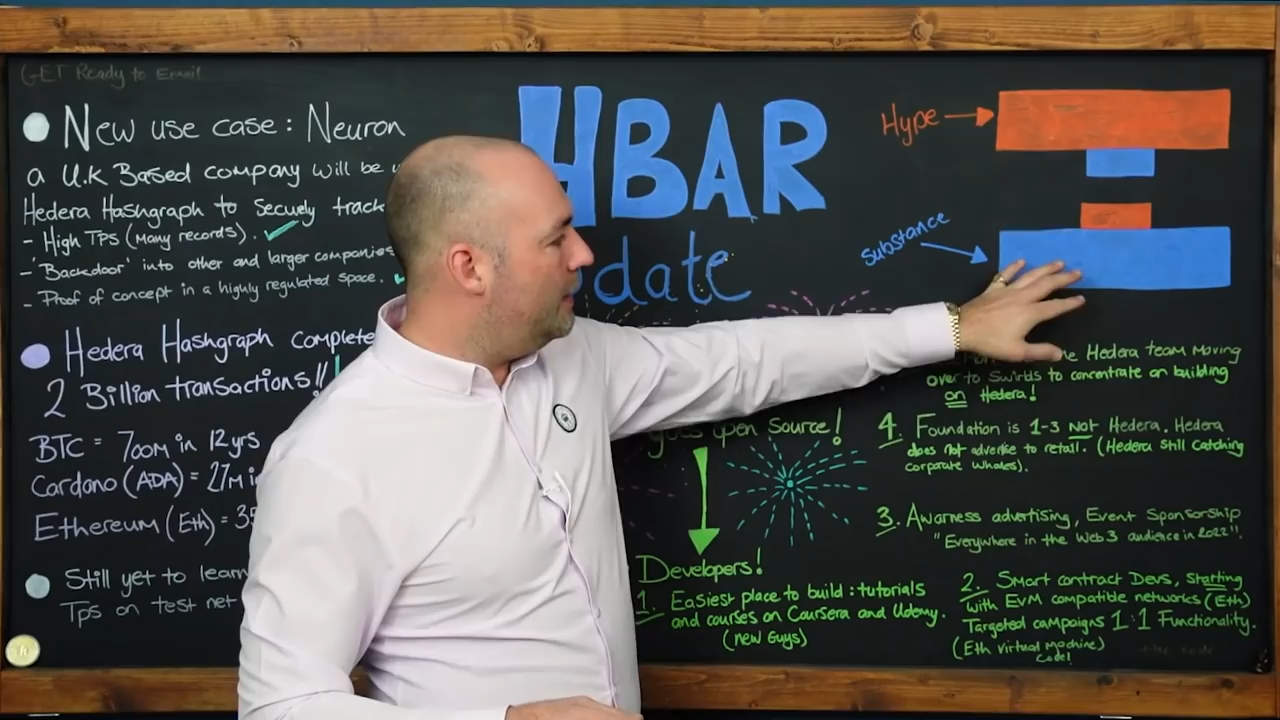 GET Ready to Enroll
New use case: Neuron
a U.K Based company will be
Hedera Hashgraph to Securely track
- High TPS (Many records).
- 'Backdoor' into other and larger companies
- Proof of concept in a highly regulated space.
Hedera Hashgraph complete
2 Billion transactions!!
BTC = 700M in 12 yrs
Cardano (ADA) = 27M in
Ethereum (Eth) = 35
Still yet to learn
Tps on test net
HBAR
date
Hype
Substance
goes open Source!
Developers!
1. Easiest place to build: tutorials
and courses on Coursera and Udemy.
(new Guys)
2. Smart contract Devs, starting
with EVM compatible networks (Eth)
Targeted campaigns 1:1 Functionality.
(Eth Virtual Machine)
Code!
3. Awarness advertising, Event Sponsorship
"Everywhere in the Web 3 audience in 2022".
4. Foundation is 1-3 NOT Hedera. Hedera
does not advertise to retail. (Hedera Still catching
corporate whales).
Hedera team moving
over to Swirlds to concentrate on building
on Hedera!